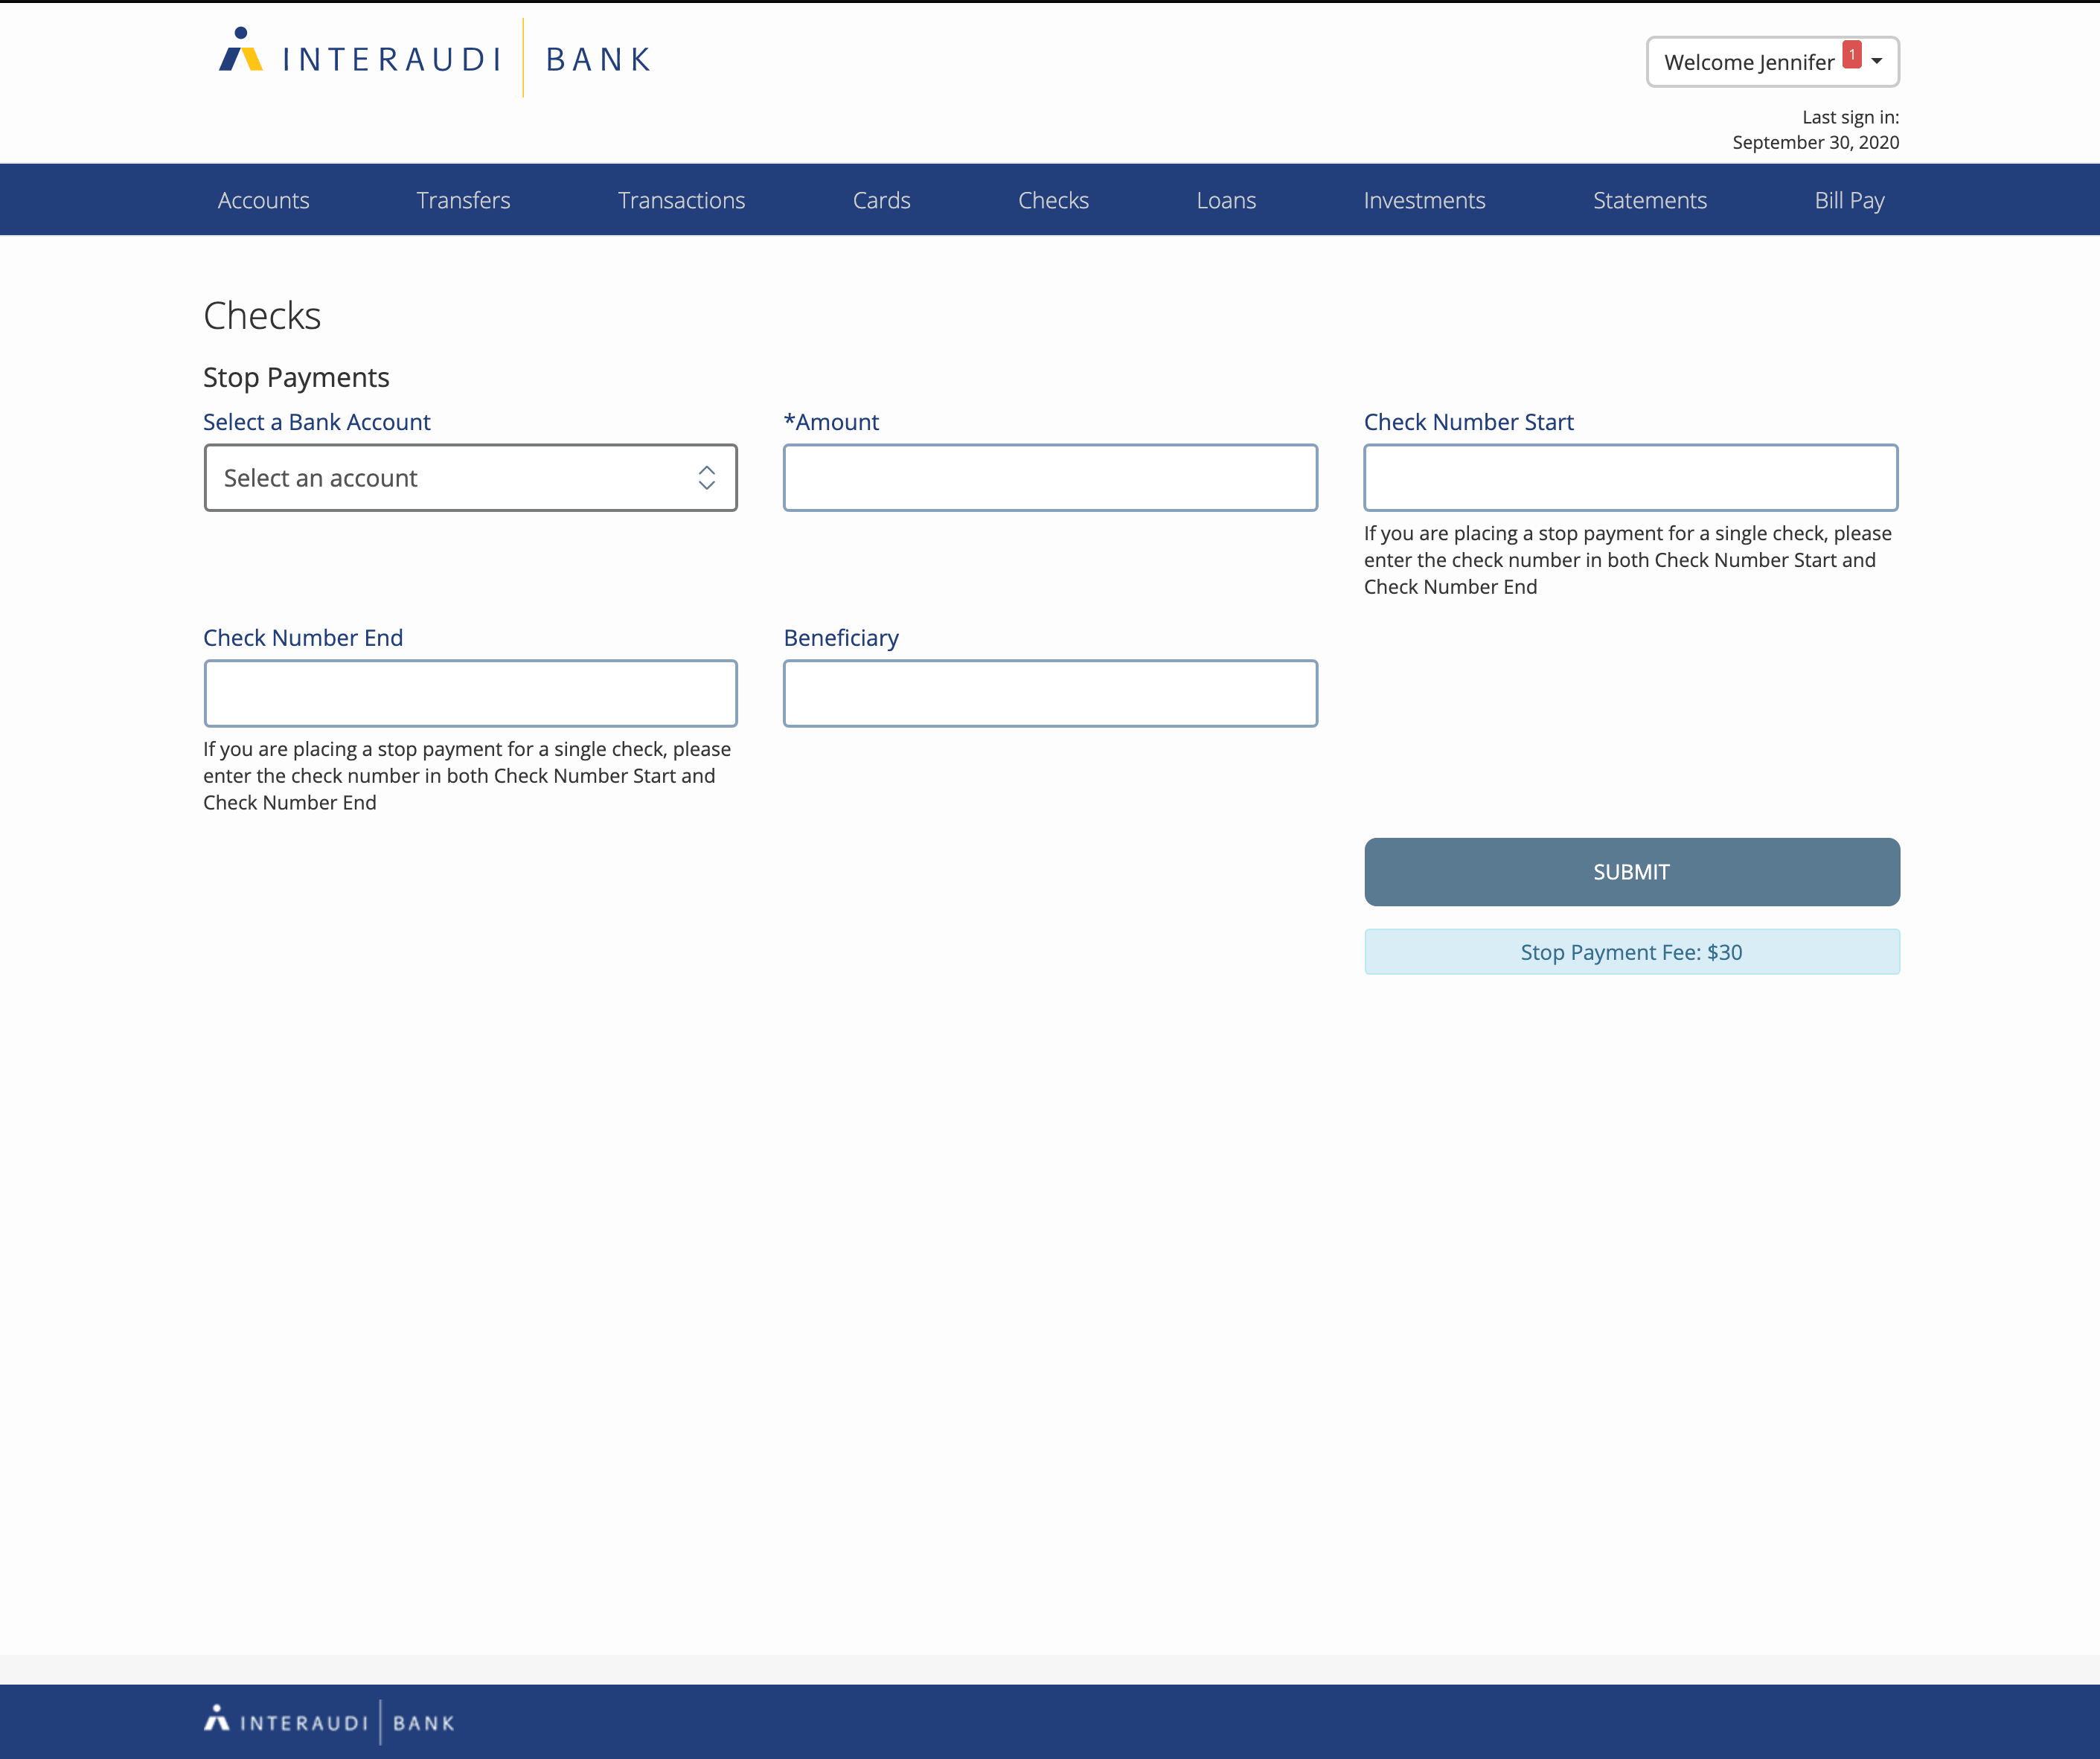 INTERAUDI BANK
Welcome Jennifer 1
Last sign in:
September 30, 2020
Accounts Transfers Transactions Cards Checks Loans Investments Statements Bill Pay
Checks
Stop Payments
Select a Bank Account
Select an account
*Amount
Check Number Start
If you are placing a stop payment for a single check, please
enter the check number in both Check Number Start and
Check Number End
Check Number End
If you are placing a stop payment for a single check, please
enter the check number in both Check Number Start and
Check Number End
Beneficiary
SUBMIT
Stop Payment Fee: $30
INTERAUDI BANK